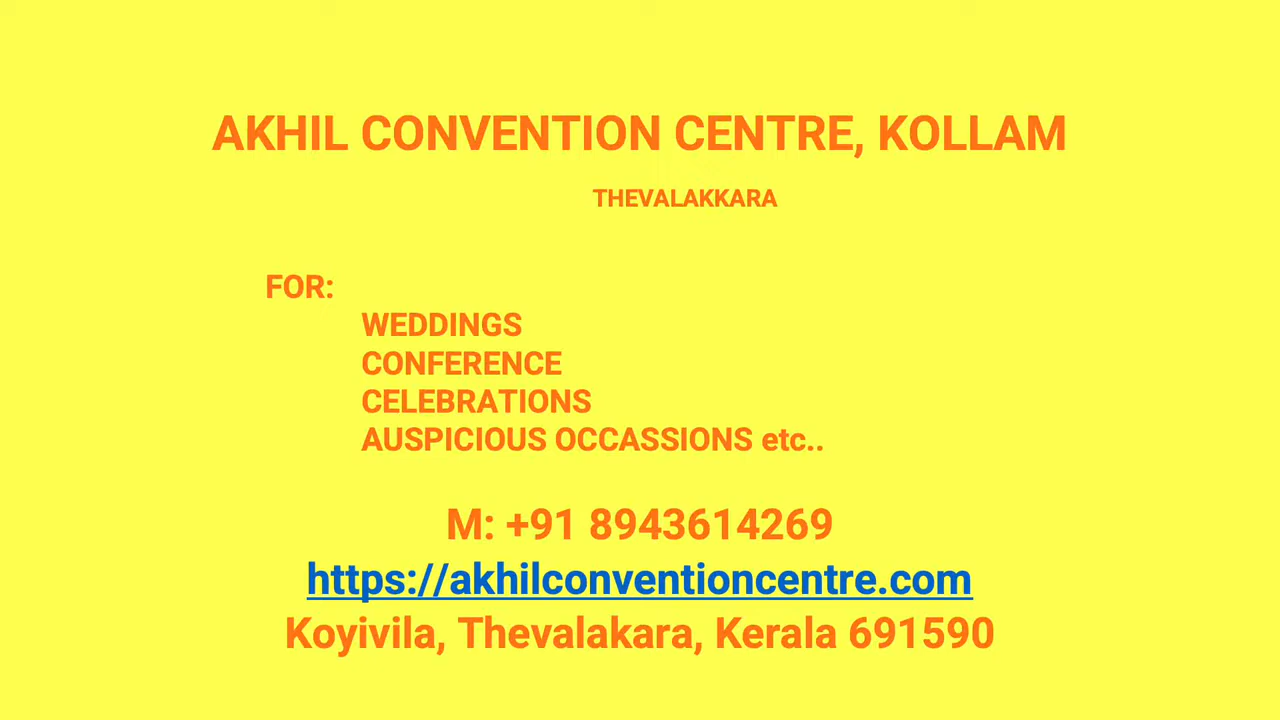 AKHIL CONVENTION CENTRE, KOLLAM
THEVALAKKARA
FOR:
WEDDINGS
CONFERENCE
CELEBRATIONS
AUSPICIOUS OCCASSIONS etc..
M: +91 8943614269
https://akhilconventioncentre.com
Koyivila, Thevalakara, Kerala 691590